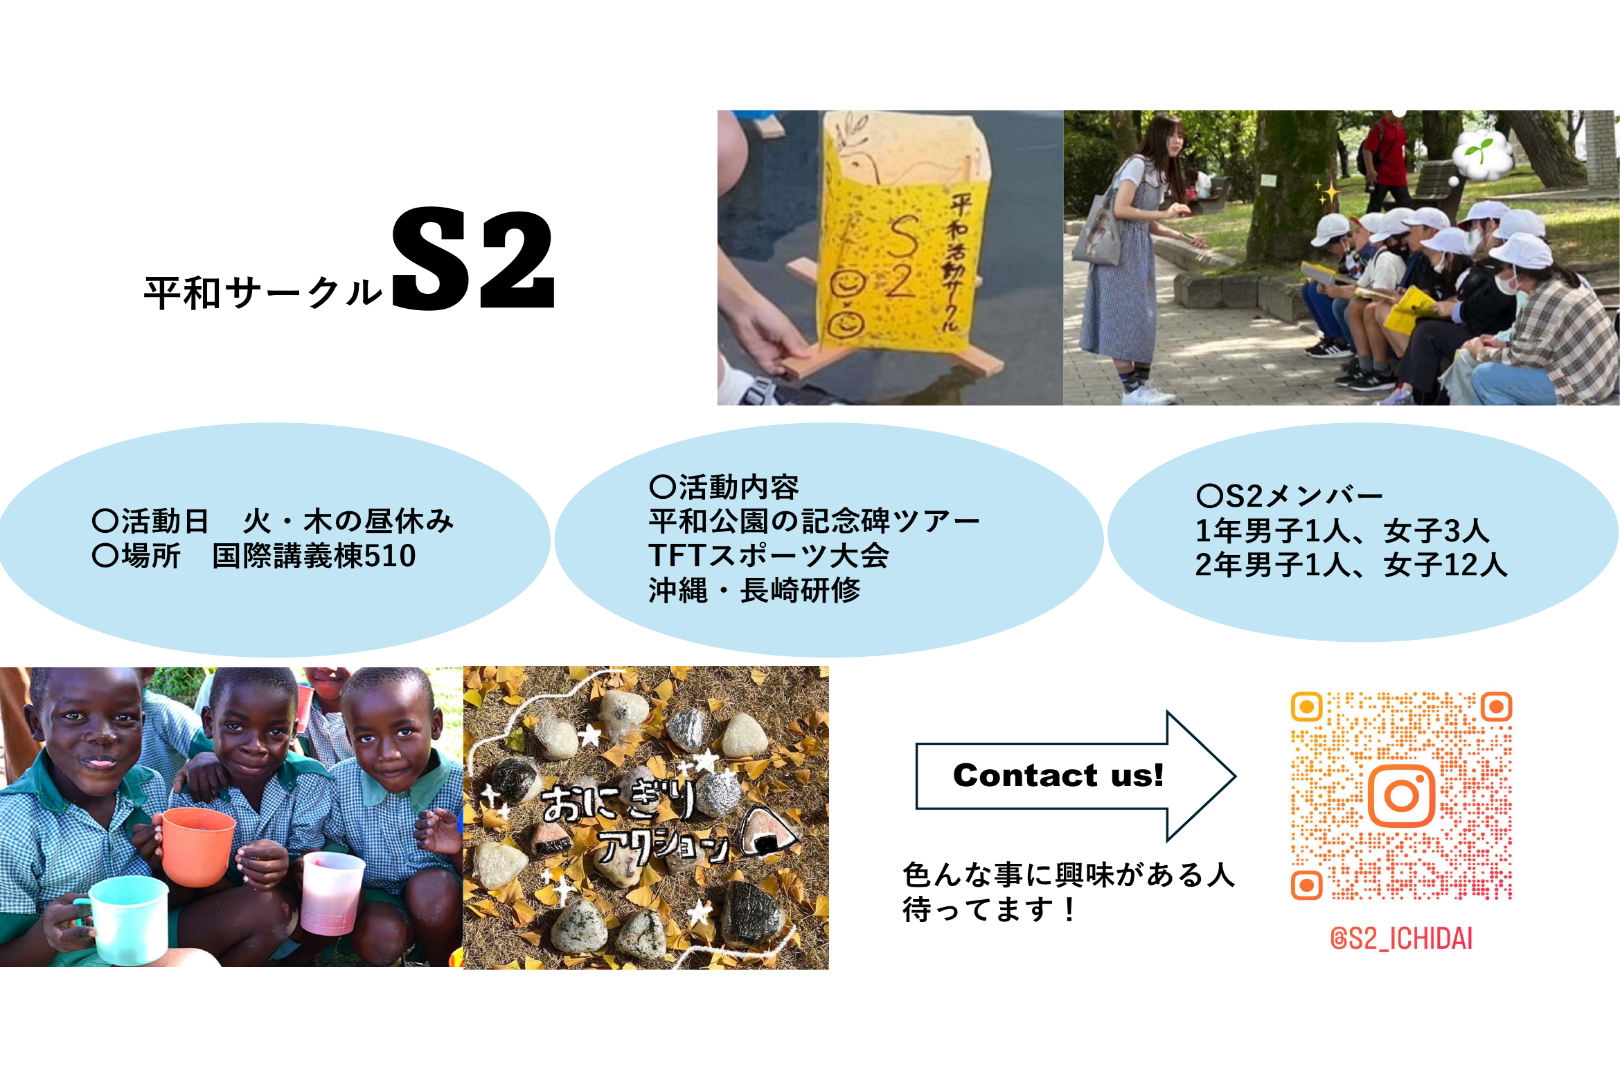 平和サークルS2
平和活動サークル
S
2
〇活動日　火・木の昼休み
〇場所　国際講義棟510
〇活動内容
平和公園の記念碑ツアー
TFTスポーツ大会
沖縄・長崎研修
〇S2メンバー
1年男子1人、女子3人
2年男子1人、女子12人
おにぎり
アクション
Contact us!
色んな事に興味がある人
待ってます！
@S2_ICHIDAI